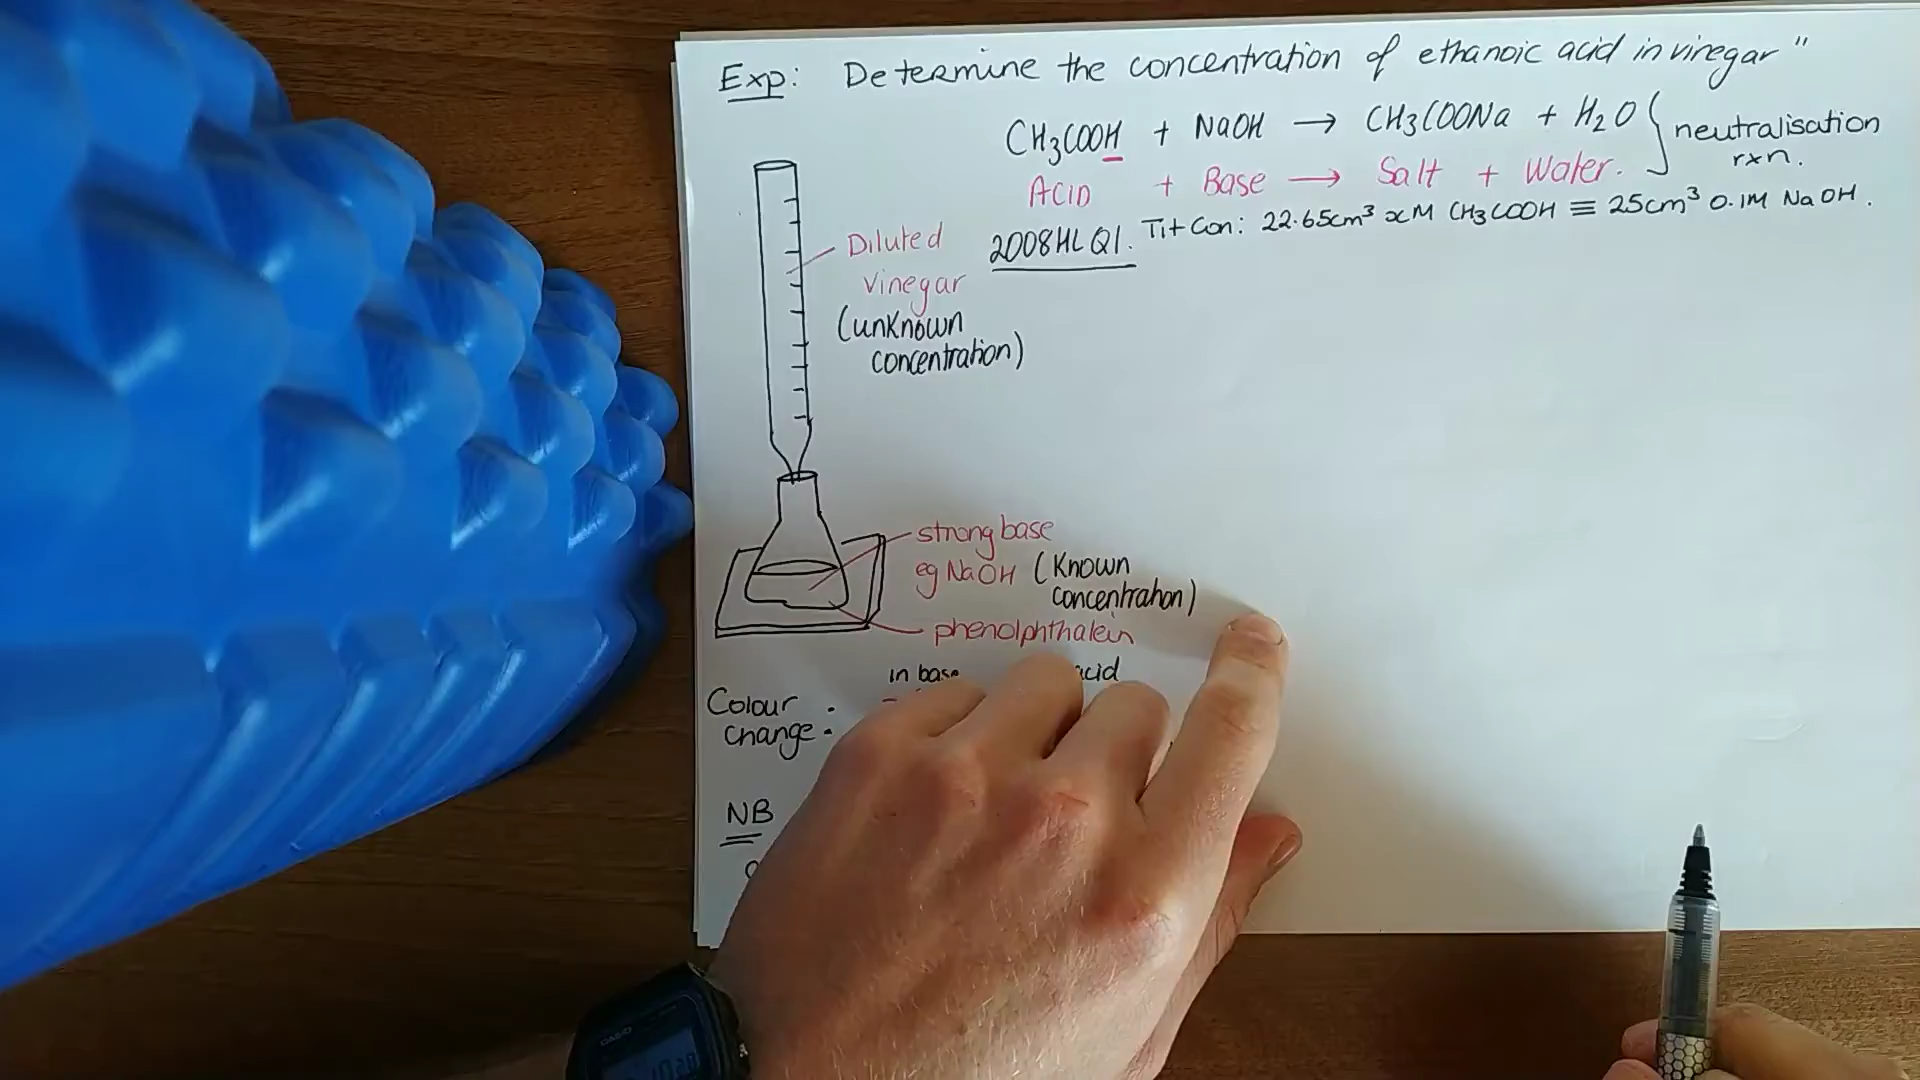 Exp: Determine the concentration of ethanoic acid in vinegar"
CH3COOH + NaOH → CH3COONa + H2O
neutralisation
rxn.
ACID + Base → Salt + Water.
2008HL Q1. Tit Con: 22.65cm³ xM CH3COOH ≡ 25cm³ 0.1M NaOH.
Diluted
vinegar
(unknown
concentration)
strong base
eg NaOH (Known
concentration)
phenolphthalein
in base acid
Colour
change:
NB
CASIO